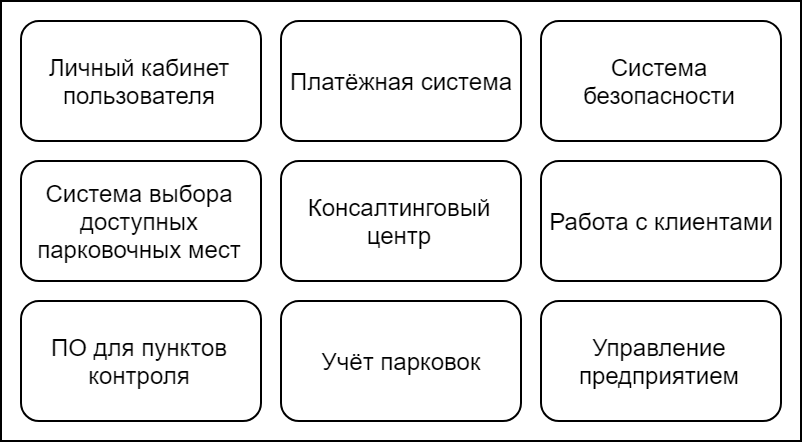 Личный кабинет
пользователя
Платёжная система
Система
безопасности
Система выбора
доступных
парковочных мест
Консалтинговый
центр
Работа с клиентами
ПО для пунктов
контроля
Учёт парковок
Управление
предприятием